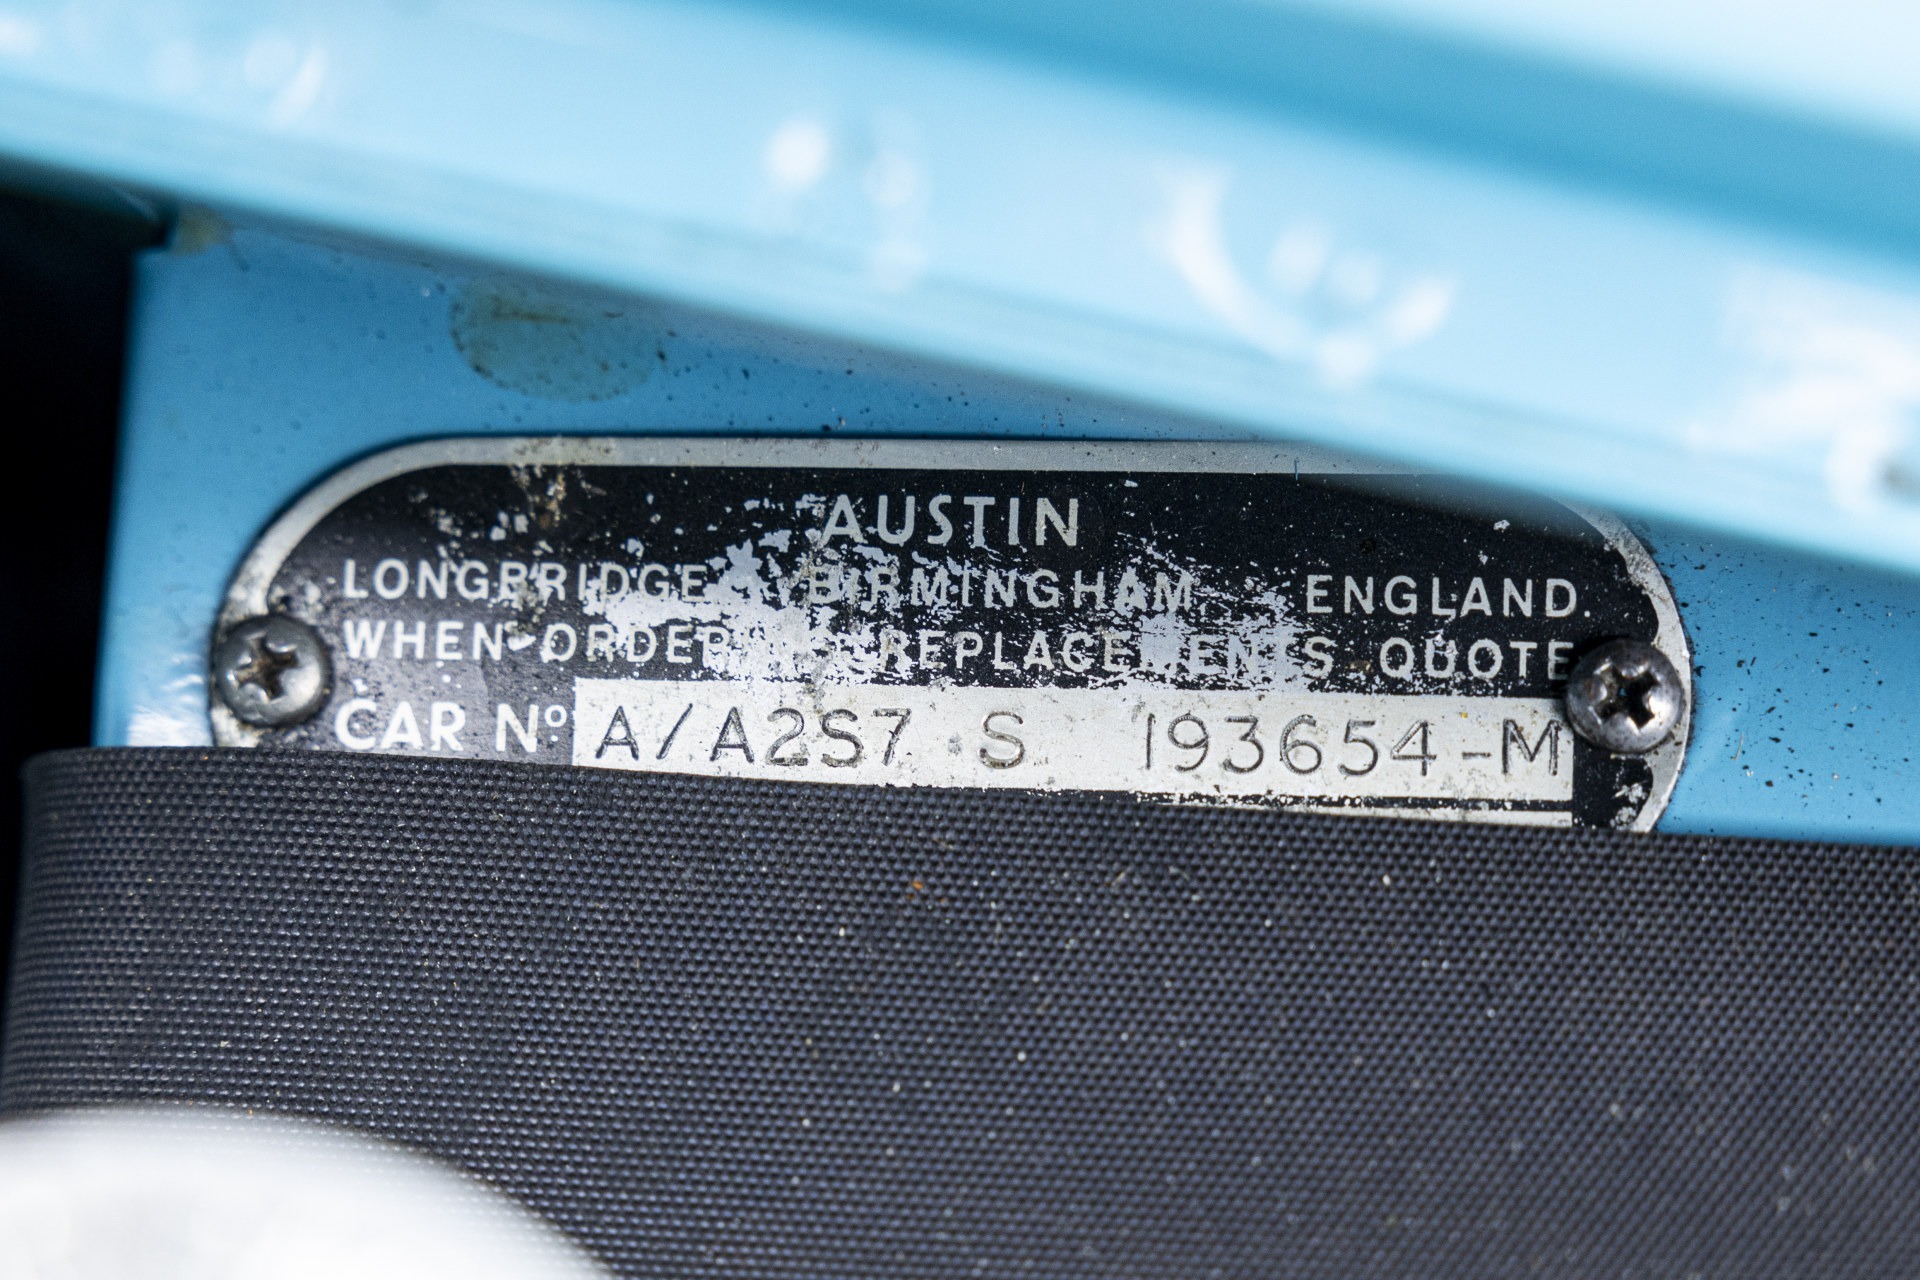 AUSTIN
LONGBRIDGE, BIRMINGHAM, ENGLAND.
WHEN ORDERING REPLACEMENTS QUOTE
CAR Nº A/A2S7 S 193654-M